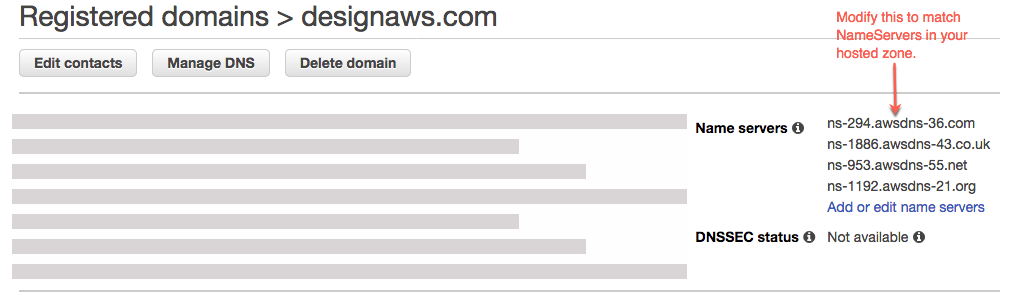 Registered domains > designaws.com
Modify this to match
NameServers in your
hosted zone.
Edit contacts
Manage DNS
Delete domain
Name servers
ns-294.awsdns-36.com
ns-1886.awsdns-43.co.uk
ns-953.awsdns-55.net
ns-1192.awsdns-21.org
Add or edit name servers
DNSSEC status
Not available